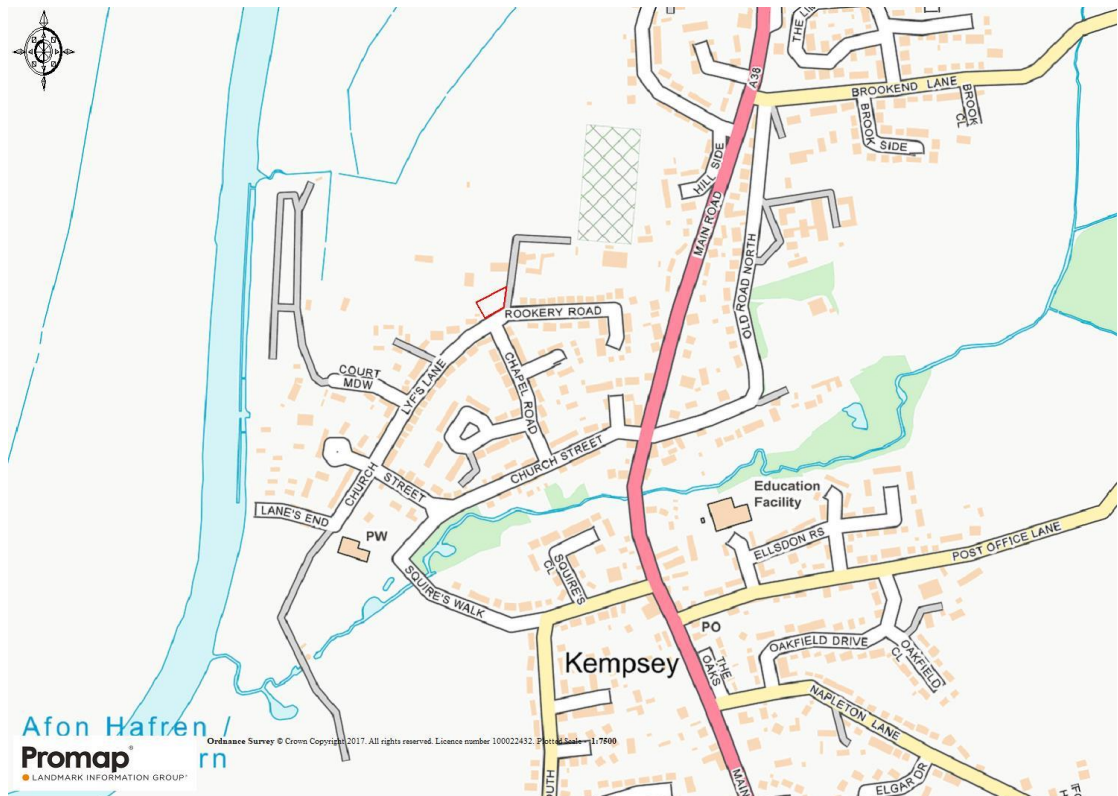 THE LI
A38
BROOKEND LANE
BROOK
CL
BROOK
SIDE
HILL SIDE
MAIN ROAD
OLD ROAD NORTH
ROOKERY ROAD
COURT
MDW
LYF'S LANE
CHAPEL ROAD
CHURCH STREET
CHURCH
STREET
LANE'S END
PW
Education
Facility
ELLSDON RS
POST OFFICE LANE
SQUIRE'S
CL
SQUIRE'S WALK
PO
Kempsey
THE
OAKS
OAKFIELD DRIVE
OAKFIELD
CL
NAPLETON LANE
ELGAR DR
MAIN
OUTH
Afon Hafren /
rn
Ordnance Survey © Crown Copyright 2017. All rights reserved. Licence number 100022432. Plotted Scale - 1:7500
Promap®
LANDMARK INFORMATION GROUP®